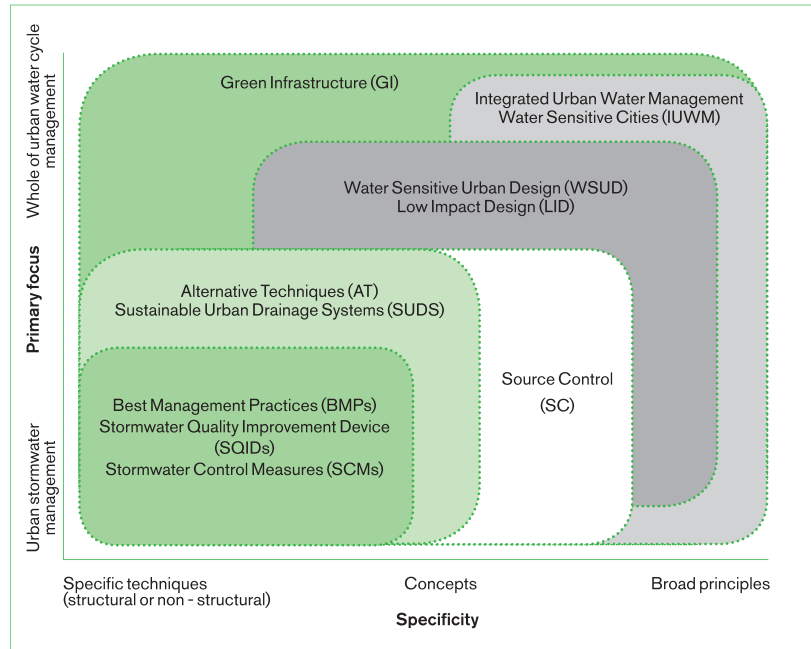 Green Infrastructure (GI)
Integrated Urban Water Management
Water Sensitive Cities (IUWM)
Water Sensitive Urban Design (WSUD)
Low Impact Design (LID)
Alternative Techniques (AT)
Sustainable Urban Drainage Systems (SUDS)
Source Control
(SC)
Best Management Practices (BMPs)
Stormwater Quality Improvement Device
(SQIDs)
Stormwater Control Measures (SCMs)
Whole of urban water cycle
management
Primary focus
Urban stormwater
management
Specific techniques
(structural or non - structural)
Concepts
Broad principles
Specificity